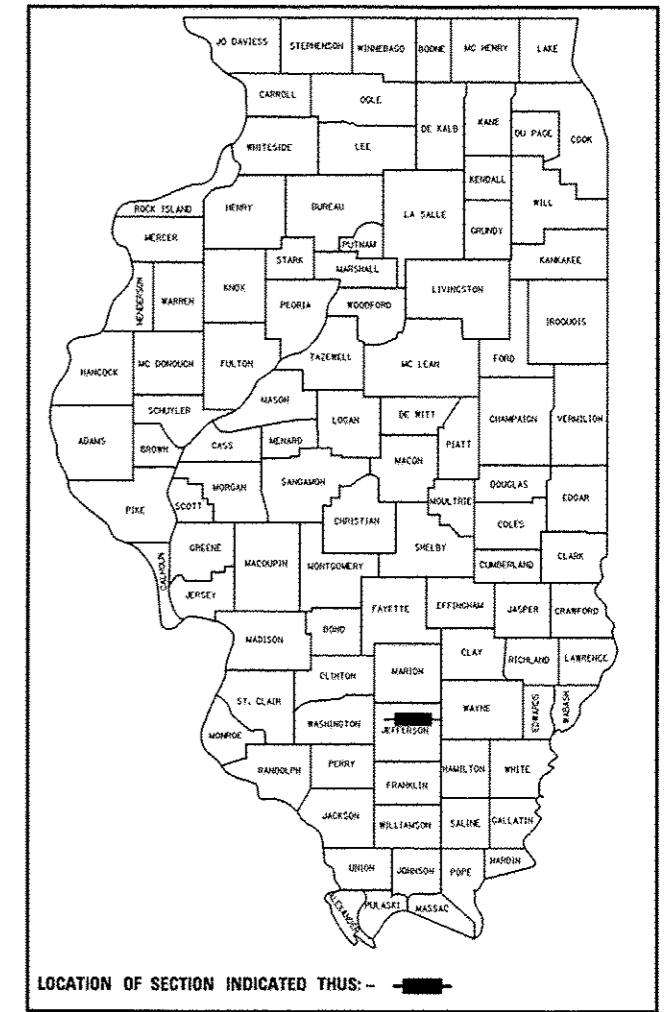 JO DAVIESS
STEPHENSON
WINNEBAGO
BOONE
MC HENRY
LAKE
CARROLL
OGLE
DE KALB
KANE
DU PAGE
COOK
WHITESIDE
LEE
KENDALL
WILL
ROCK ISLAND
HENRY
BUREAU
LA SALLE
GRUNDY
MERCER
PUTNAM
STARK
MARSHALL
KANKAKEE
HENDERSON
WARREN
KNOX
PEORIA
WOODFORD
LIVINGSTON
IROQUOIS
HANCOCK
MC DONOUGH
FULTON
TAZEWELL
MC LEAN
FORD
SCHUYLER
MASON
LOGAN
DE WITT
CHAMPAIGN
VERMILION
ADAMS
BROWN
CASS
MENARD
MACON
PIATT
PIKE
SCOTT
MORGAN
SANGAMON
CHRISTIAN
MOULTRIE
DOUGLAS
COLES
EDGAR
CALHOUN
GREENE
MACOUPIN
MONTGOMERY
SHELBY
CUMBERLAND
CLARK
JERSEY
FAYETTE
EFFINGHAM
JASPER
CRAWFORD
MADISON
BOND
CLAY
RICHLAND
LAWRENCE
CLINTON
MARION
ST. CLAIR
WASHINGTON
JEFFERSON
WAYNE
EDWARDS
WABASH
MONROE
RANDOLPH
PERRY
FRANKLIN
HAMILTON
WHITE
JACKSON
WILLIAMSON
SALINE
GALLATIN
UNION
JOHNSON
POPE
HARDIN
ALEXANDER
PULASKI
MASSAC
LOCATION OF SECTION INDICATED THUS: -